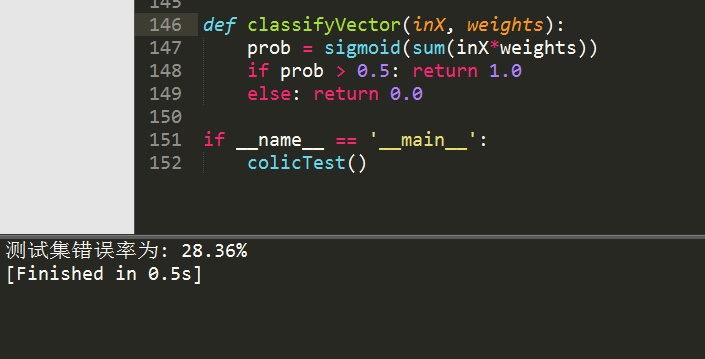 145
146 def classifyVector(inX, weights):
147     prob = sigmoid(sum(inX*weights))
148     if prob > 0.5: return 1.0
149     else: return 0.0
150
151 if __name__ == '__main__':
152     colicTest()
测试集错误率为: 28.36%
[Finished in 0.5s]